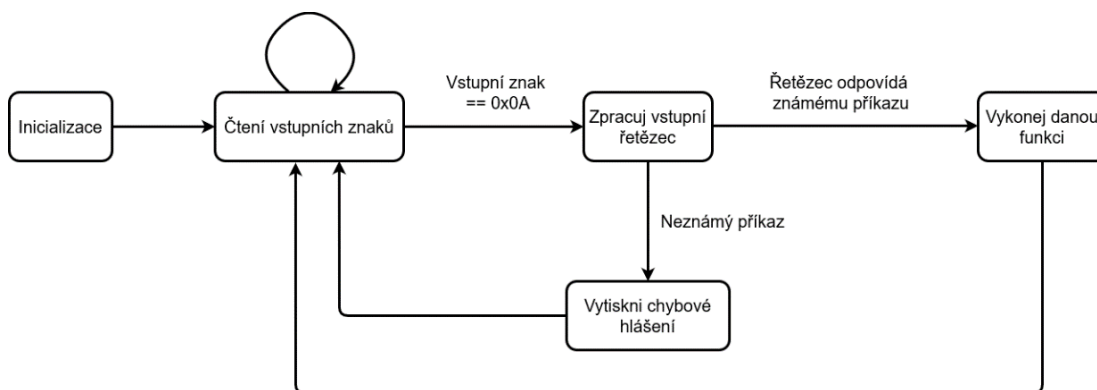 Inicializace
Čtení vstupních znaků
Vstupní znak
== 0x0A
Zpracuj vstupní
řetězec
Řetězec odpovídá
známému příkazu
Vykonej danou
funkci
Neznámý příkaz
Vytiskni chybové
hlášení